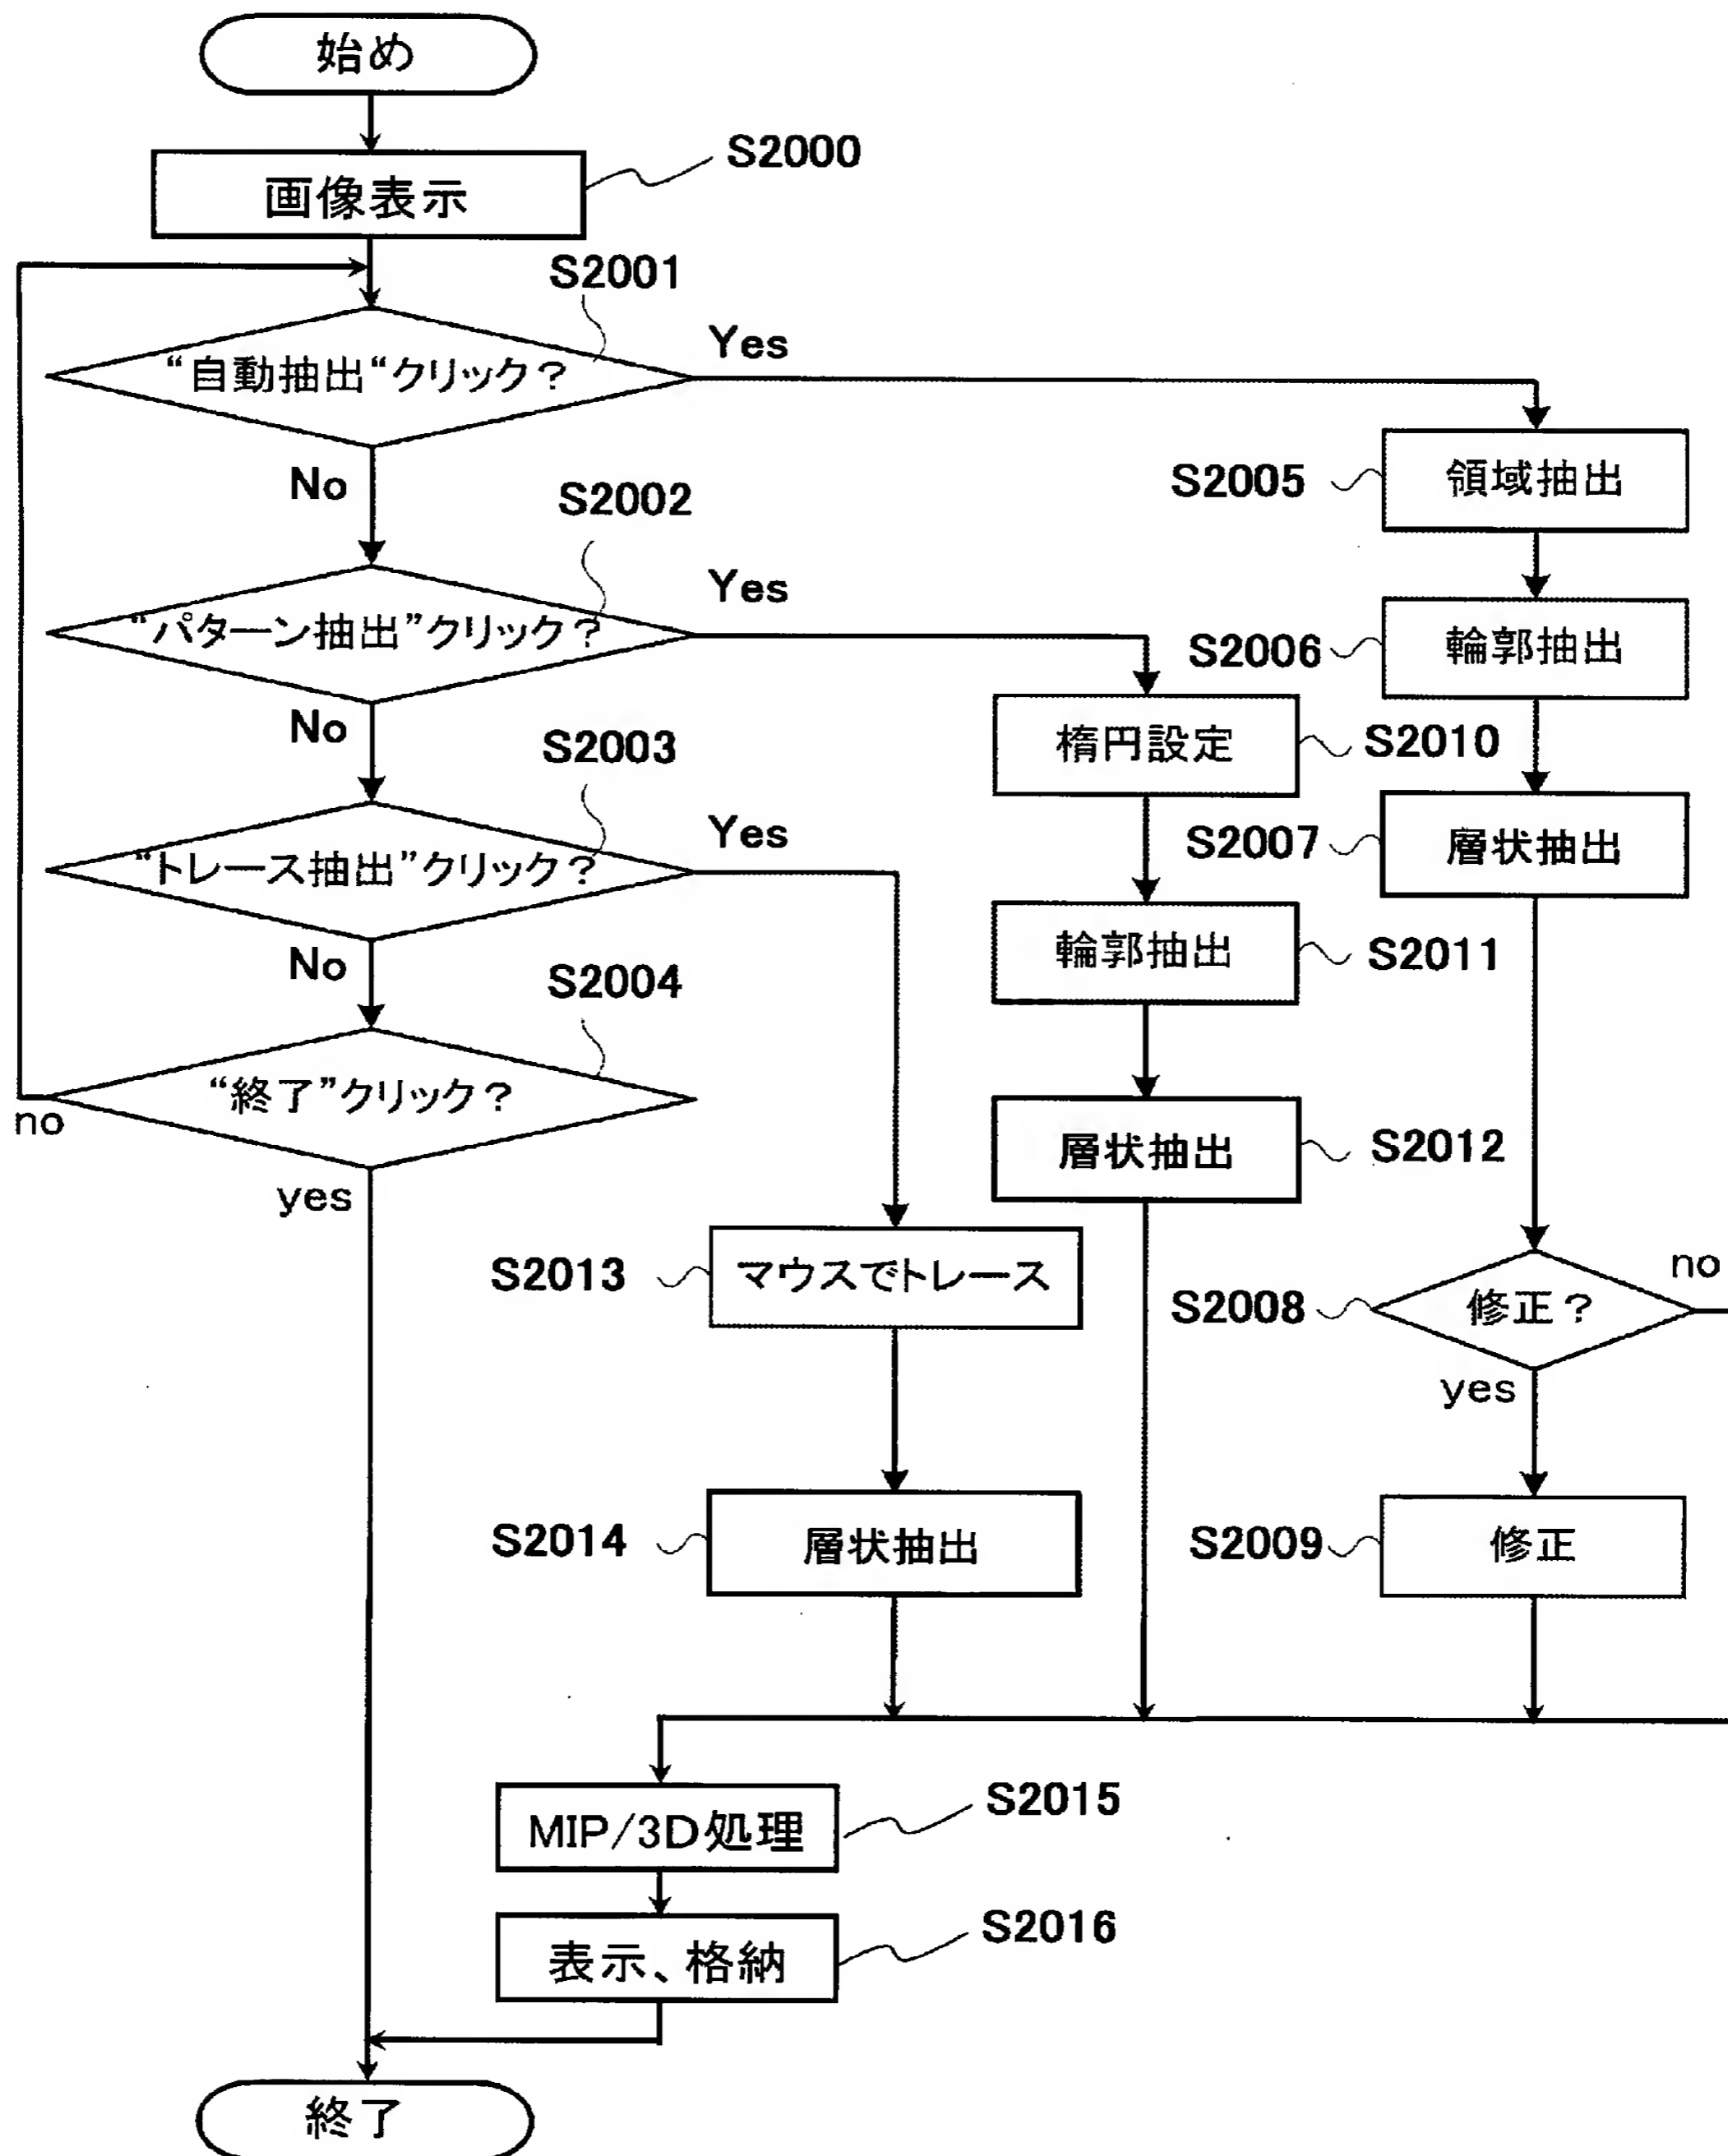 始め
S2000
画像表示
S2001
“自動抽出“クリック？
Yes
No
S2005
領域抽出
S2002
“パターン抽出”クリック？
Yes
No
S2006
輪郭抽出
S2010
楕円設定
S2003
“トレース抽出”クリック？
Yes
No
S2007
層状抽出
輪郭抽出
S2011
S2004
“終了”クリック？
no
yes
層状抽出
S2012
S2013
マウスでトレース
S2008
修正？
no
yes
S2014
層状抽出
S2009
修正
S2015
MIP/3D処理
S2016
表示、格納
終了